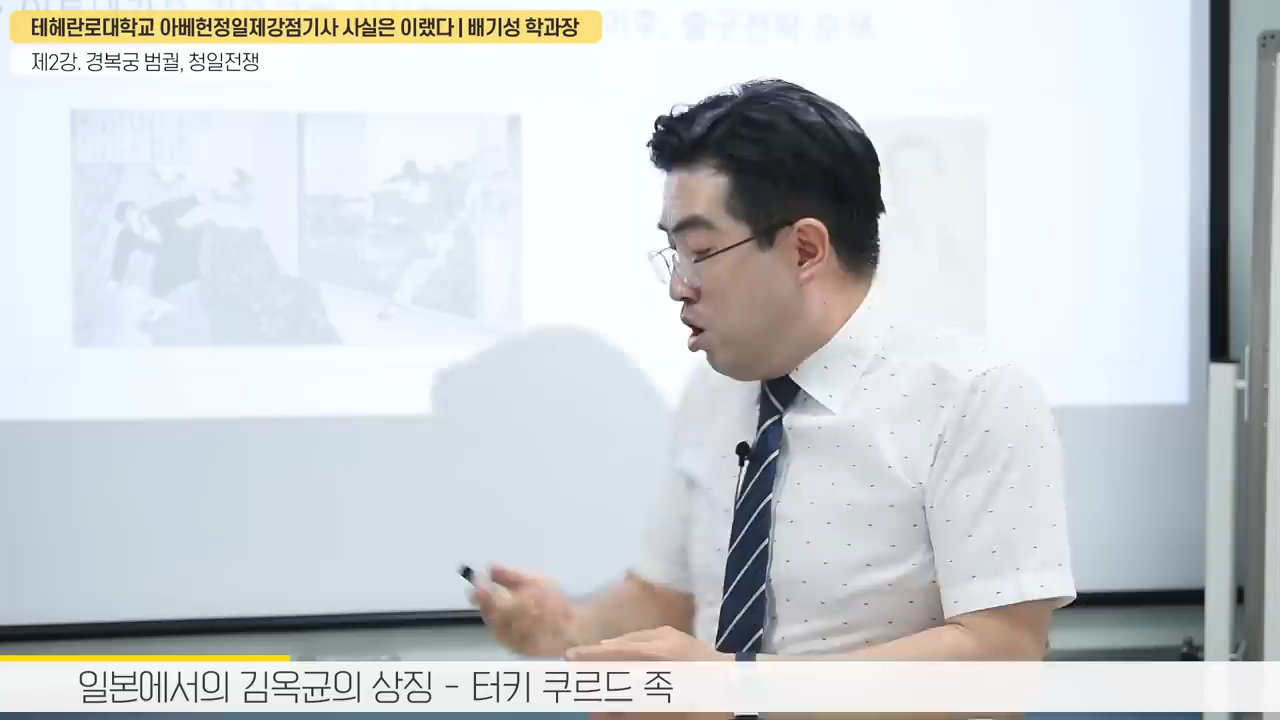 테헤란로대학교 아베헌정일제강점기사 사실은 이랬다 | 배기성 학과장
제2강. 경복궁 범궐, 청일전쟁
일본에서의 김옥균의 상징 - 터키 쿠르드 족